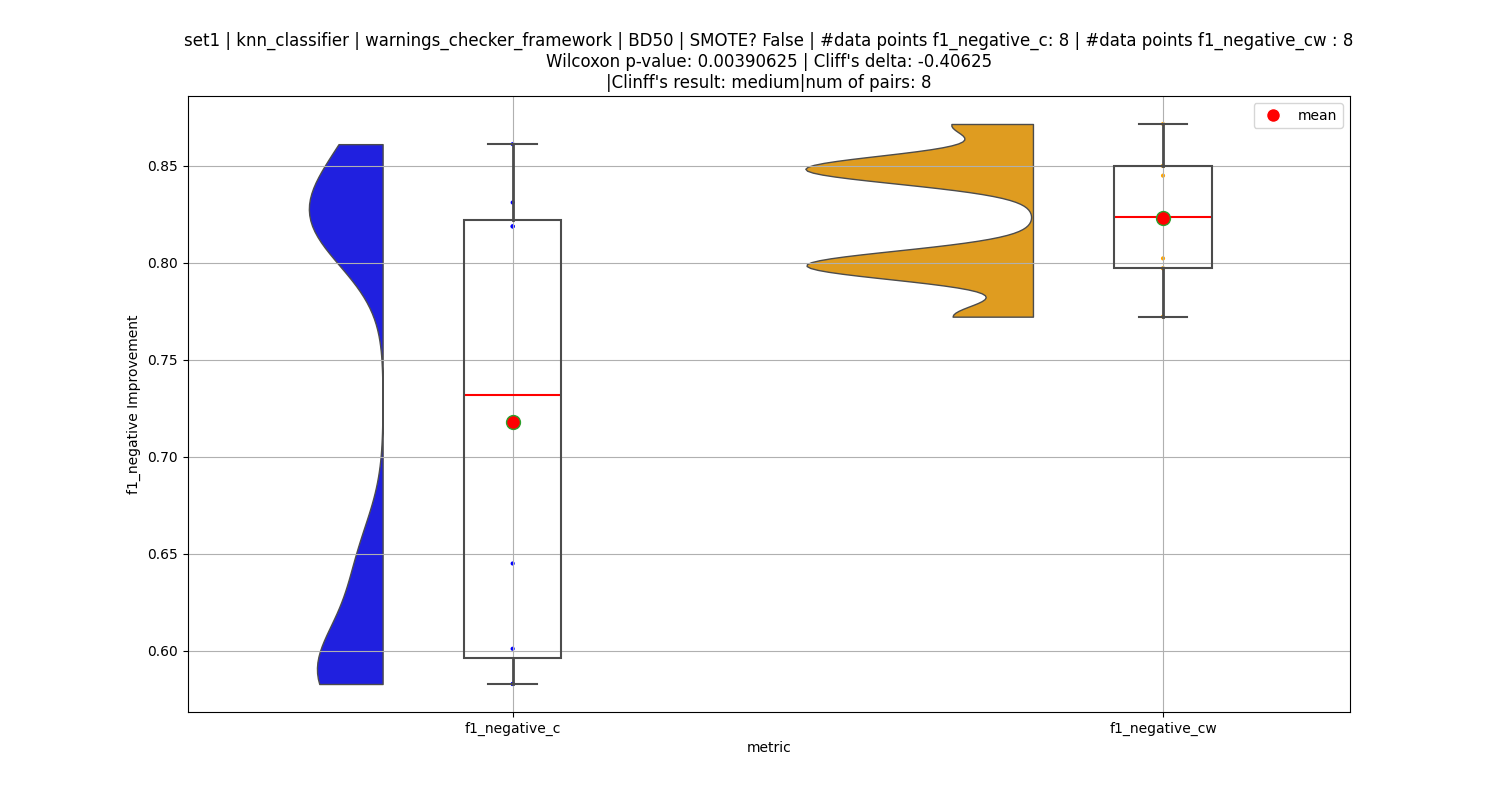 set1 | knn_classifier | warnings_checker_framework | BD50 | SMOTE? False | #data points f1_negative_c: 8 | #data points f1_negative_cw : 8
Wilcoxon p-value: 0.00390625 | Cliff's delta: -0.40625
|Clinff's result: medium|num of pairs: 8
mean
0.85
0.80
0.75
0.70
0.65
0.60
f1_negative Improvement
f1_negative_c
f1_negative_cw
metric